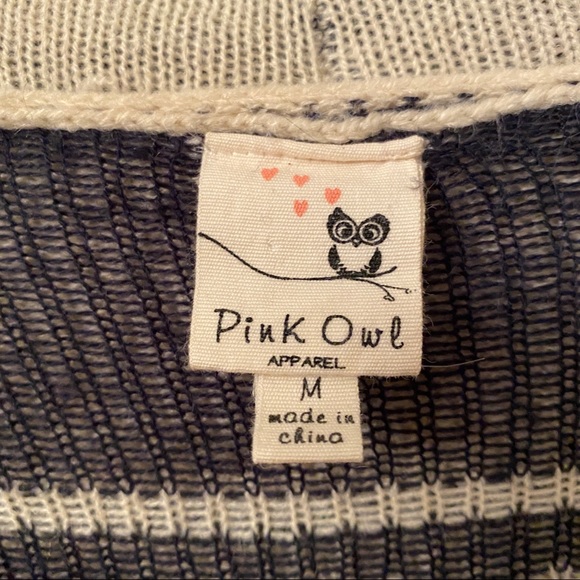 Pink Owl
APPAREL
M
made in
china